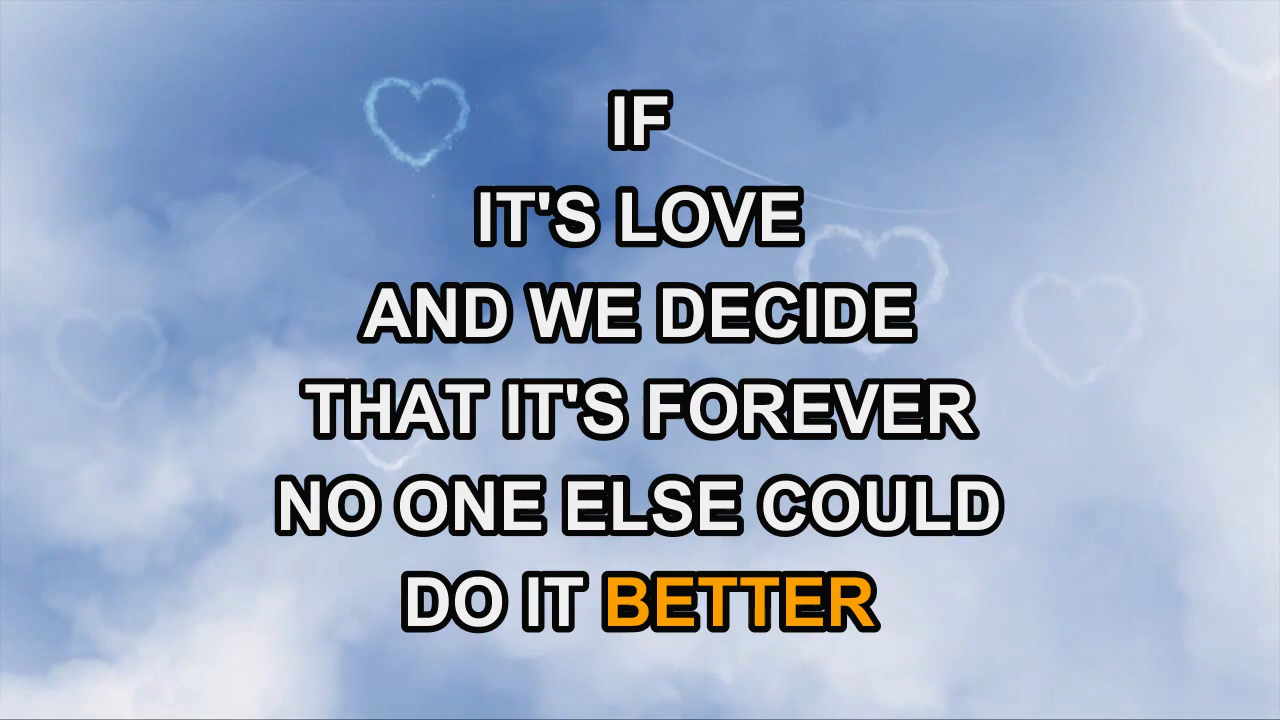 IF
IT'S LOVE
AND WE DECIDE
THAT IT'S FOREVER
NO ONE ELSE COULD
DO IT BETTER